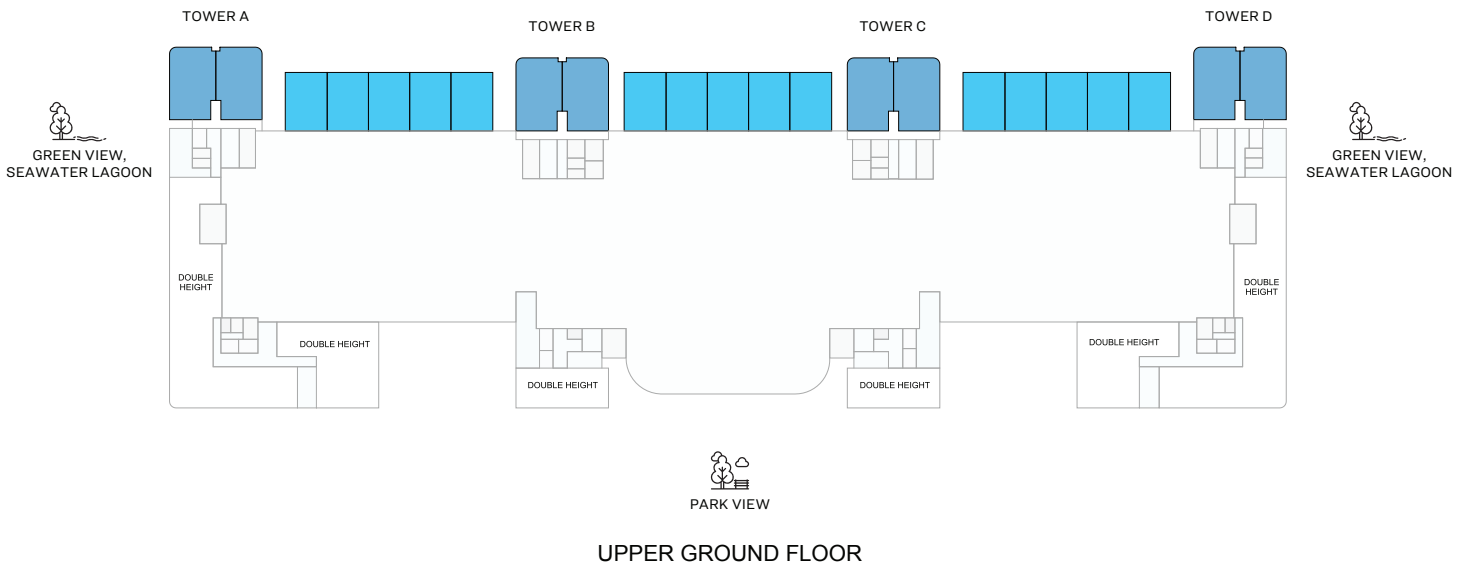 TOWER A
TOWER B
TOWER C
TOWER D
GREEN VIEW,
SEAWATER LAGOON
GREEN VIEW,
SEAWATER LAGOON
DOUBLE
HEIGHT
DOUBLE
HEIGHT
DOUBLE HEIGHT
DOUBLE HEIGHT
DOUBLE HEIGHT
DOUBLE HEIGHT
PARK VIEW
UPPER GROUND FLOOR